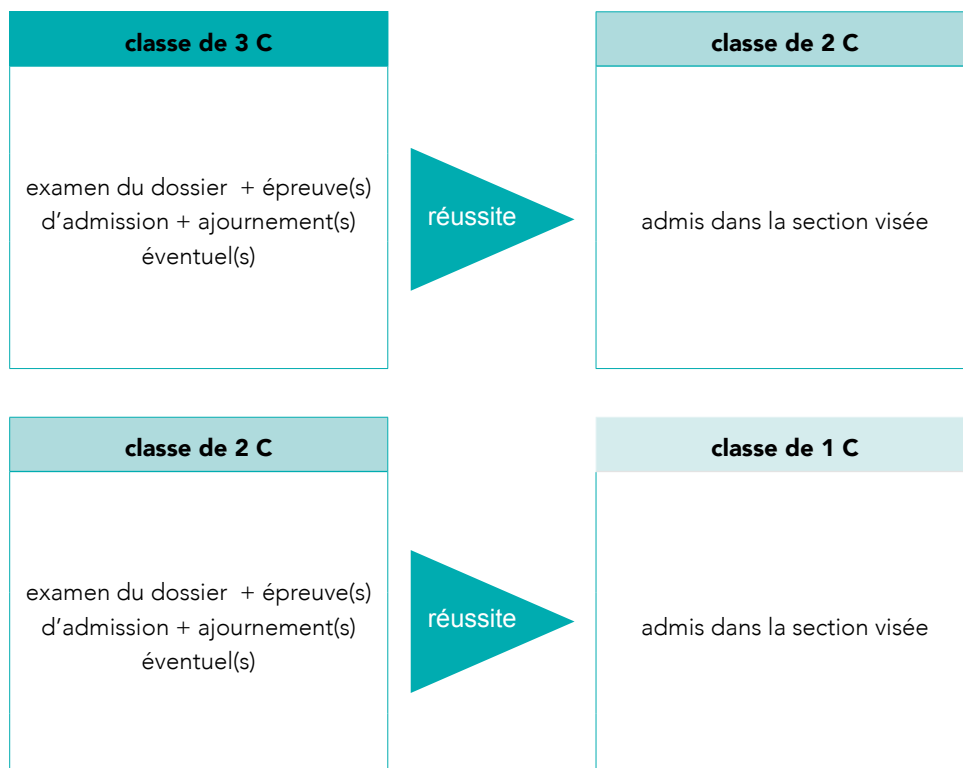 classe de 3 C
classe de 2 C
examen du dossier + épreuve(s)
d'admission + ajournement(s)
éventuel(s)
réussite
admis dans la section visée
classe de 2 C
classe de 1 C
examen du dossier + épreuve(s)
d'admission + ajournement(s)
éventuel(s)
réussite
admis dans la section visée